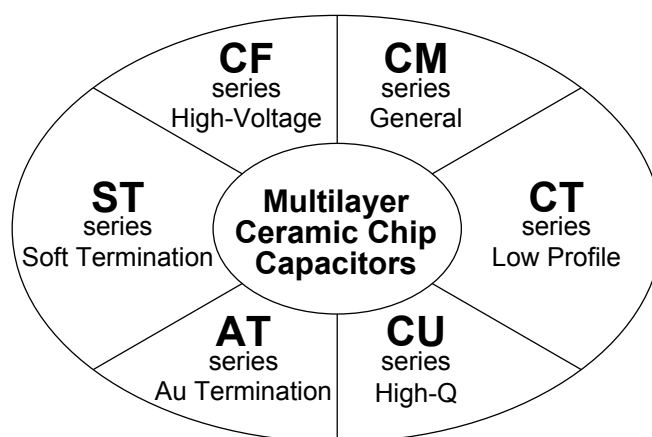 CF
series
High-Voltage
CM
series
General
ST
series
Soft Termination
Multilayer
Ceramic Chip
Capacitors
CT
series
Low Profile
AT
series
Au Termination
CU
series
High-Q